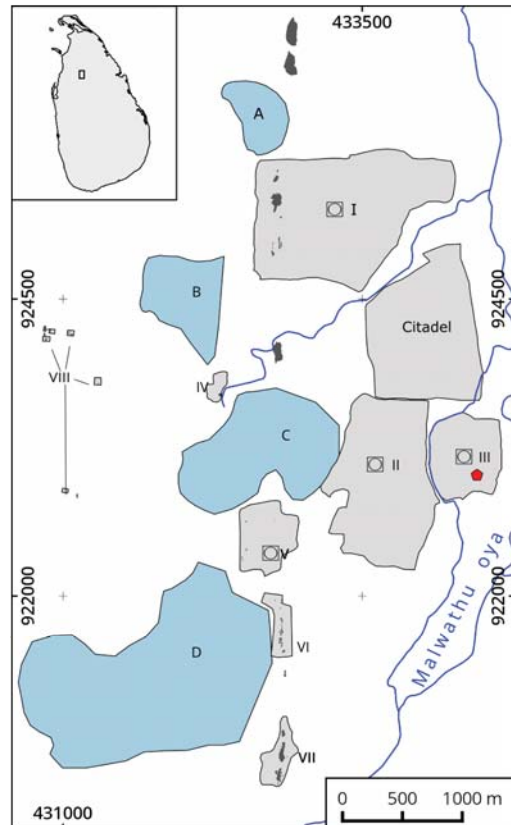 433500
A
I
924500
924500
B
Citadel
VIII
IV
C
II
III
V
922000
922000
D
VI
Malwathu oya
VII
431000
0 500 1000 m